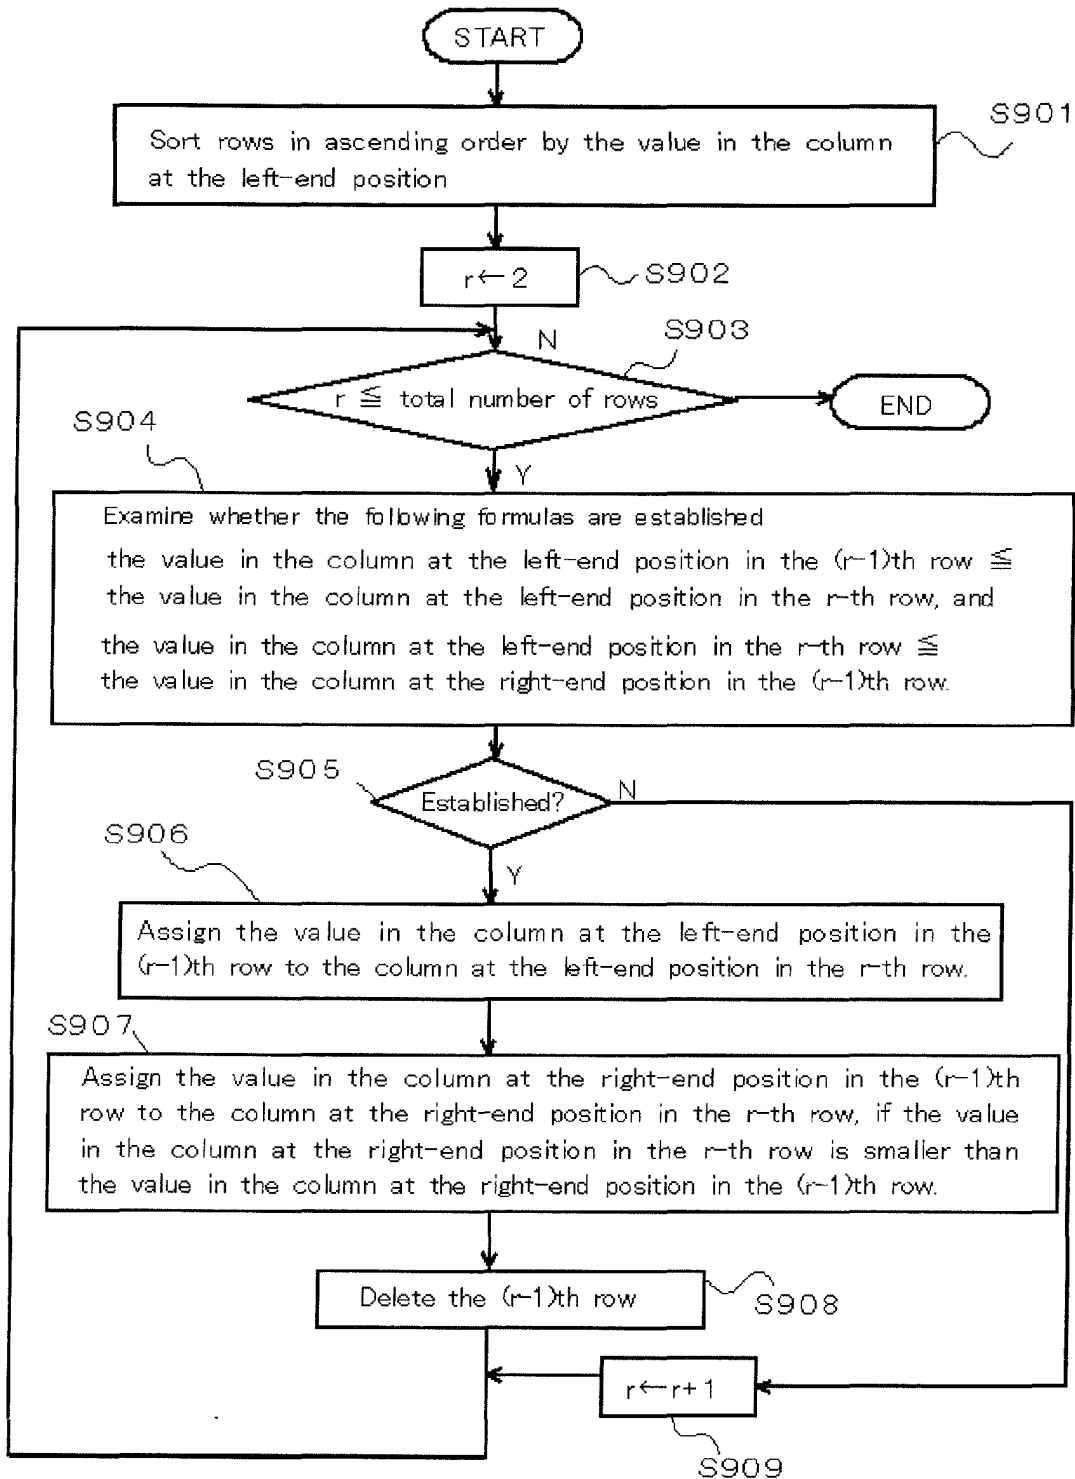 START
S901
Sort rows in ascending order by the value in the column
at the left-end position
r←2
S902
S903
N
r ≦ total number of rows
END
S904
Y
Examine whether the following formulas are established
the value in the column at the left-end position in the (r-1)th row ≦
the value in the column at the left-end position in the r-th row, and
the value in the column at the left-end position in the r-th row ≦
the value in the column at the right-end position in the (r-1)th row.
S905
Established?
N
S906
Y
Assign the value in the column at the left-end position in the
(r-1)th row to the column at the left-end position in the r-th row.
S907
Assign the value in the column at the right-end position in the (r-1)th
row to the column at the right-end position in the r-th row, if the value
in the column at the right-end position in the r-th row is smaller than
the value in the column at the right-end position in the (r-1)th row.
Delete the (r-1)th row
S908
r←r+1
S909